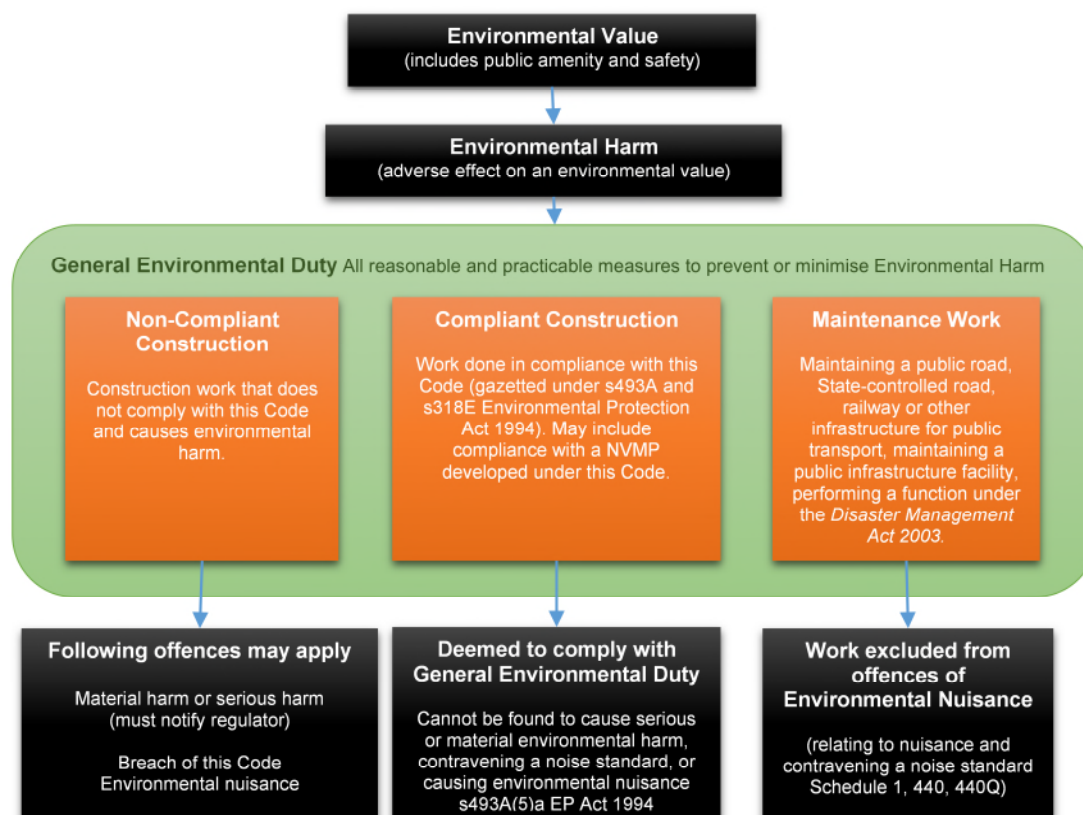 Environmental Value
(includes public amenity and safety)
Environmental Harm
(adverse effect on an environmental value)
General Environmental Duty All reasonable and practicable measures to prevent or minimise Environmental Harm
Non-Compliant
Construction
Construction work that does
not comply with this Code
and causes environmental
harm.
Compliant Construction
Work done in compliance with this
Code (gazetted under s493A and
s318E Environmental Protection
Act 1994). May include
compliance with a NVMP
developed under this Code.
Maintenance Work
Maintaining a public road,
State-controlled road,
railway or other
infrastructure for public
transport, maintaining a
public infrastructure facility,
performing a function under
the Disaster Management
Act 2003.
Following offences may apply
Material harm or serious harm
(must notify regulator)
Breach of this Code
Environmental nuisance
Deemed to comply with
General Environmental Duty
Cannot be found to cause serious
or material environmental harm,
contravening a noise standard, or
causing environmental nuisance
s493A(5)a EP Act 1994
Work excluded from
offences of
Environmental Nuisance
(relating to nuisance and
contravening a noise standard
Schedule 1, 440, 440Q)